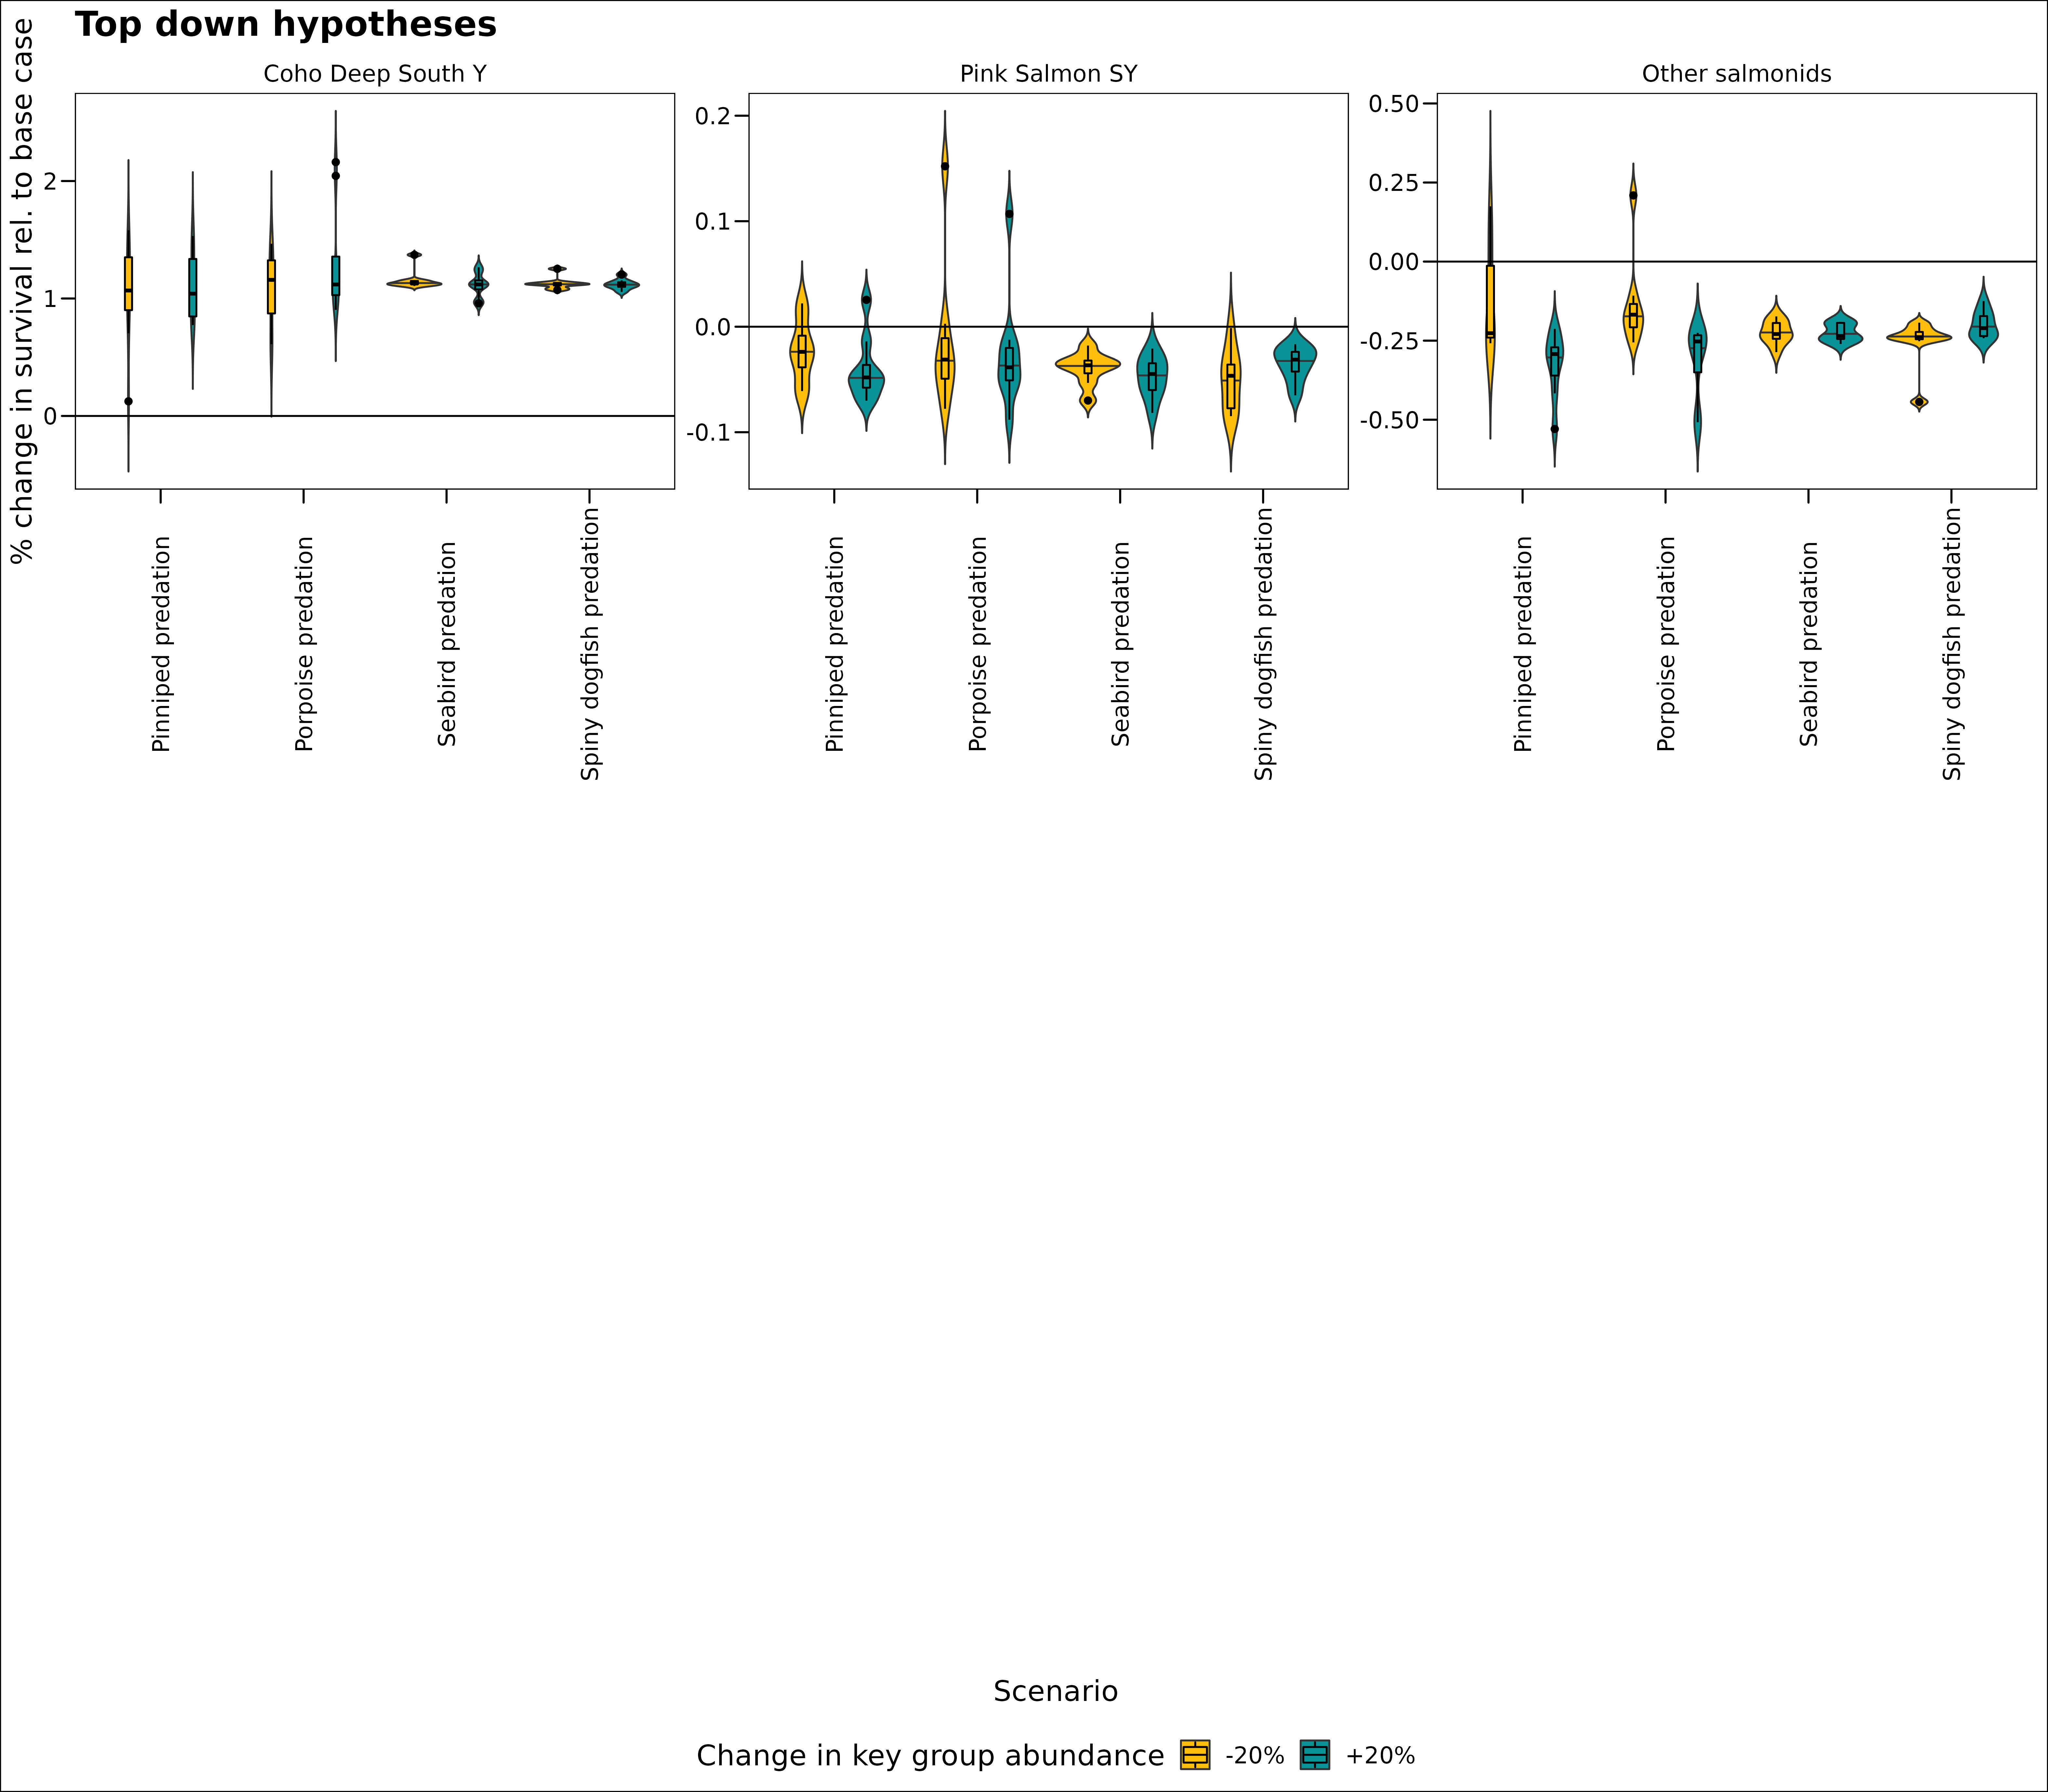 Top down hypotheses
% change in survival rel. to base case
Coho Deep South Y
Pink Salmon SY
Other salmonids
2
1
0
0.2
0.1
0.0
-0.1
0.50
0.25
0.00
-0.25
-0.50
Pinniped predation
Porpoise predation
Seabird predation
Spiny dogfish predation
Pinniped predation
Porpoise predation
Seabird predation
Spiny dogfish predation
Pinniped predation
Porpoise predation
Seabird predation
Spiny dogfish predation
Scenario
Change in key group abundance -20% +20%